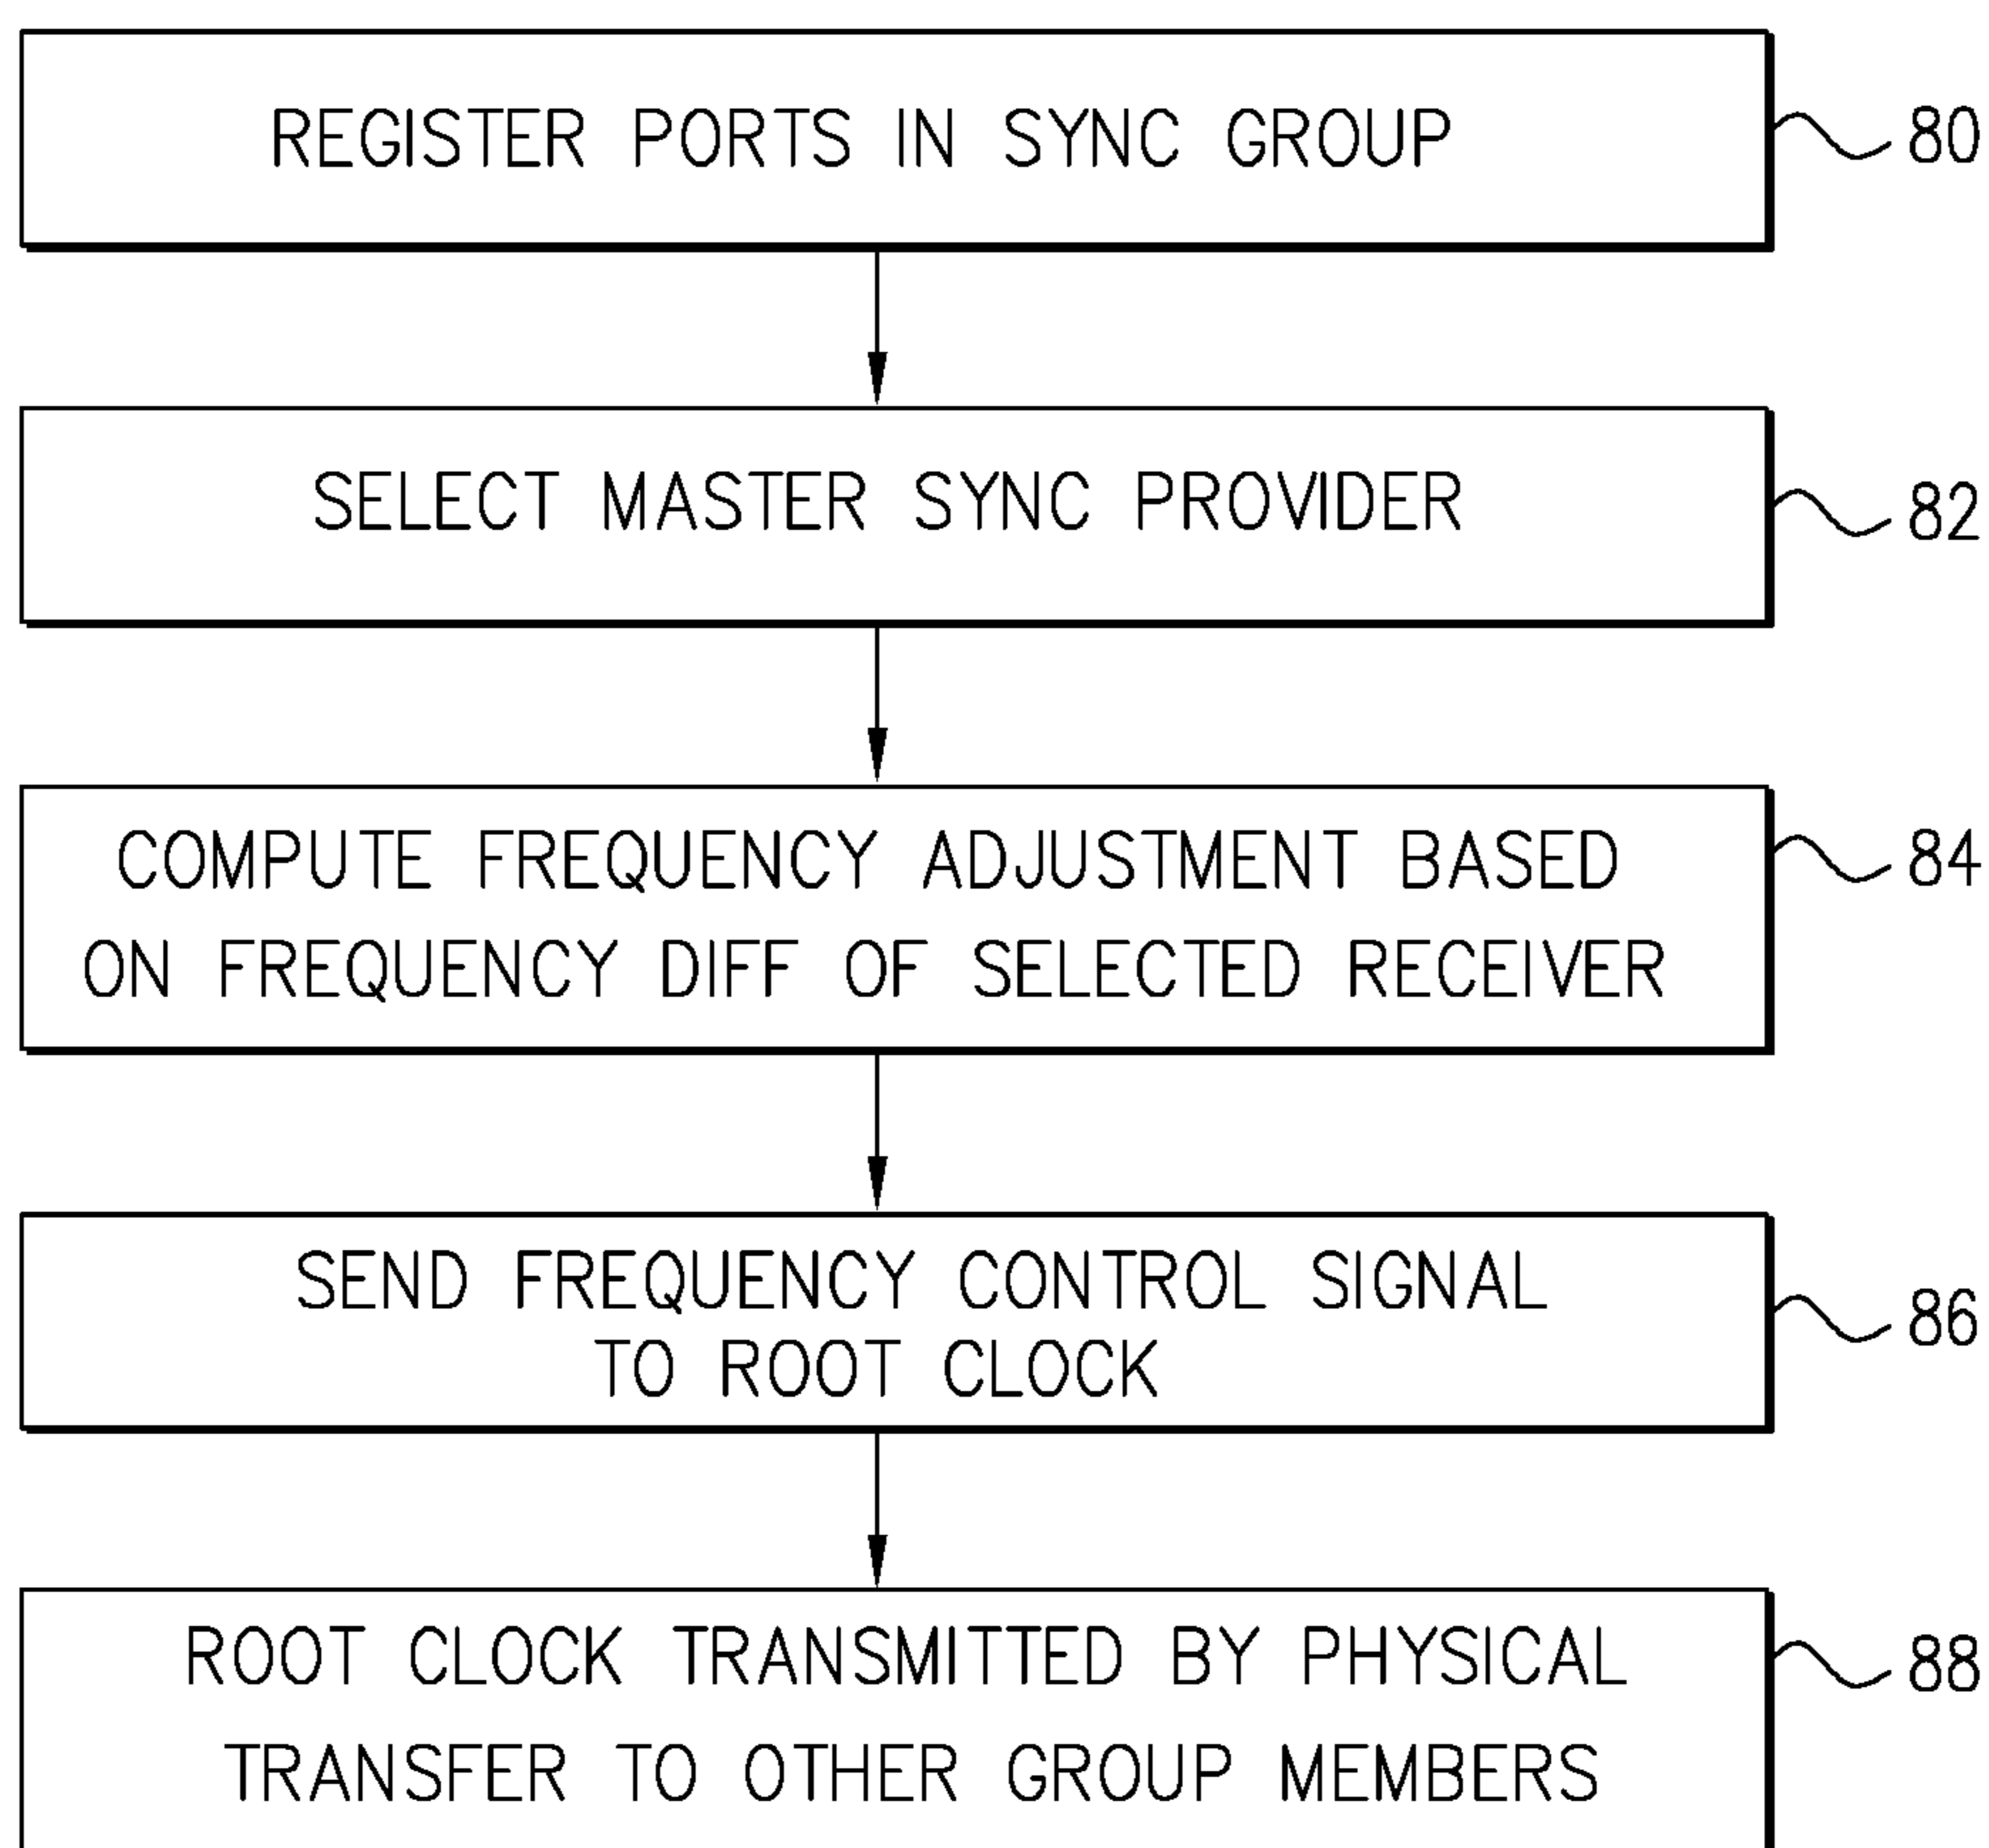 REGISTER PORTS IN SYNC GROUP
80
SELECT MASTER SYNC PROVIDER
82
COMPUTE FREQUENCY ADJUSTMENT BASED
ON FREQUENCY DIFF OF SELECTED RECEIVER
84
SEND FREQUENCY CONTROL SIGNAL
TO ROOT CLOCK
86
ROOT CLOCK TRANSMITTED BY PHYSICAL
TRANSFER TO OTHER GROUP MEMBERS
88